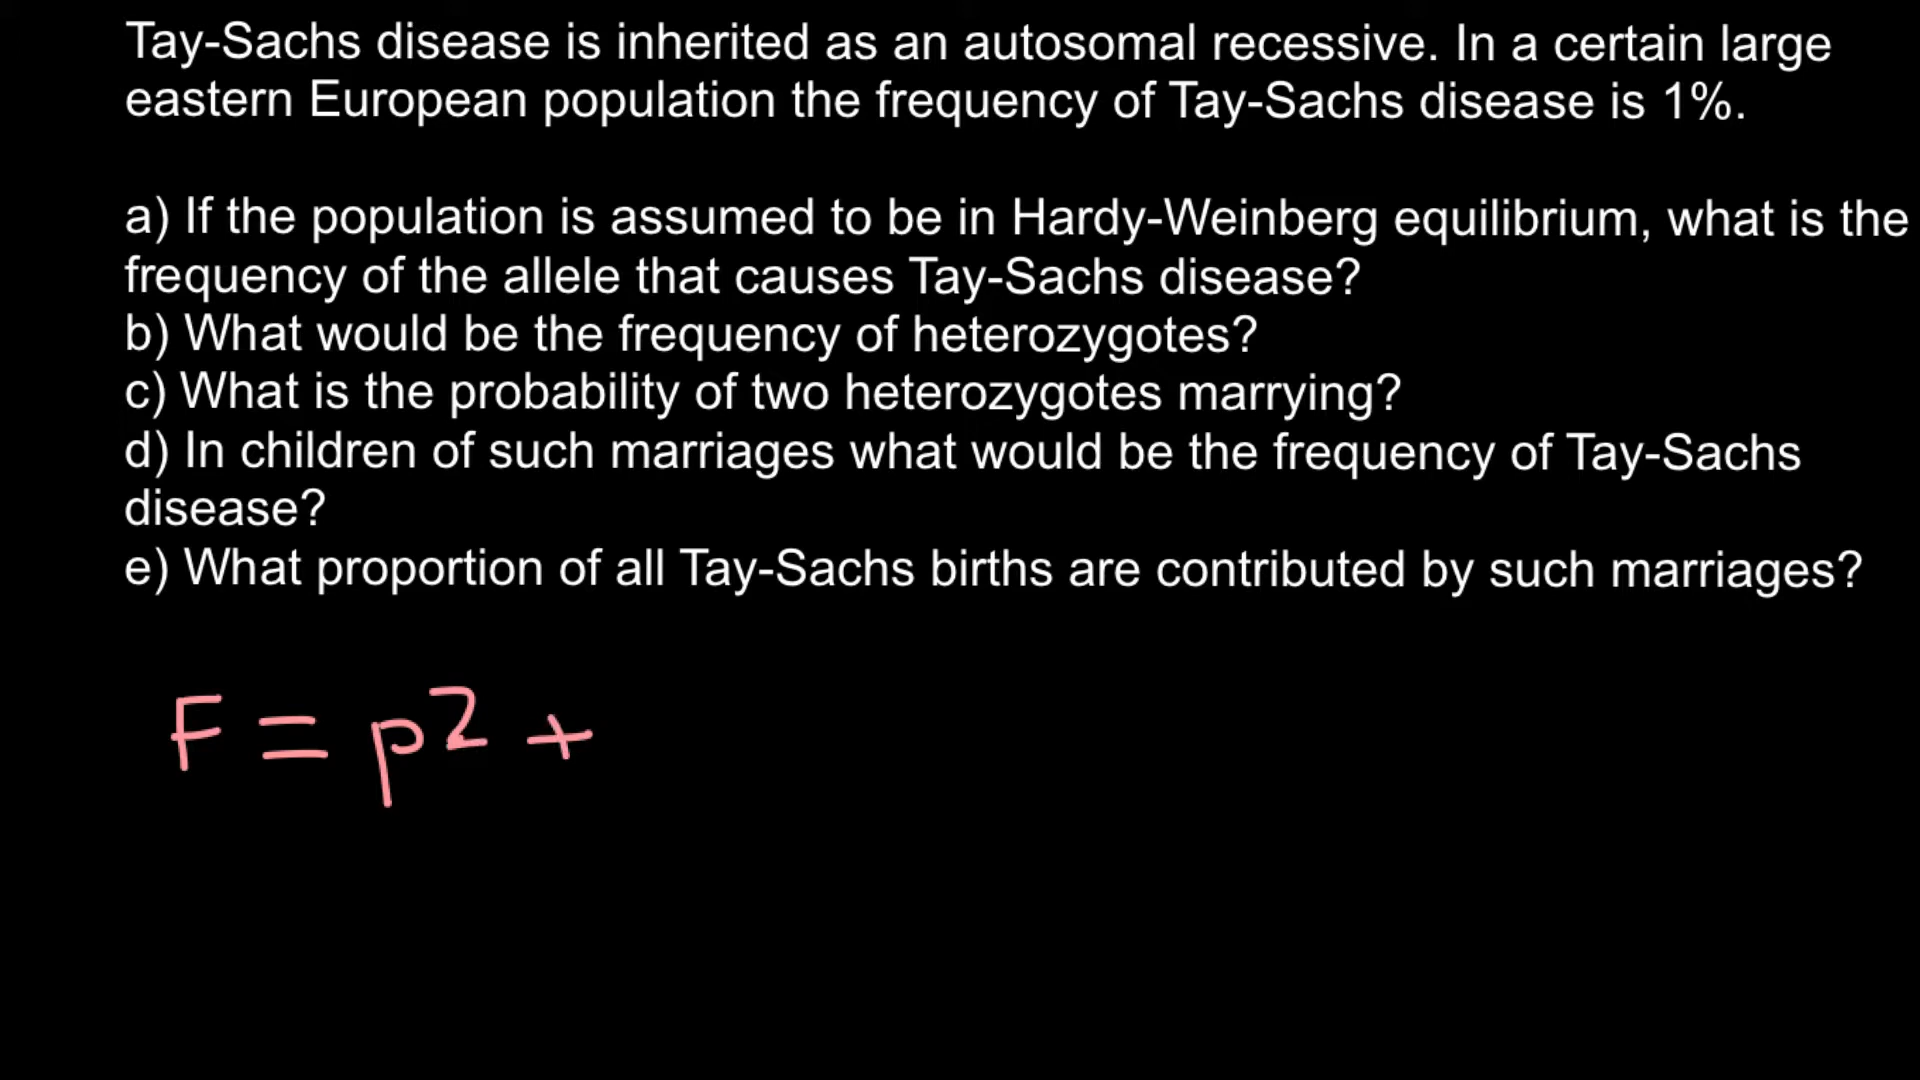 Tay-Sachs disease is inherited as an autosomal recessive. In a certain large
eastern European population the frequency of Tay-Sachs disease is 1%.
a) If the population is assumed to be in Hardy-Weinberg equilibrium, what is the
frequency of the allele that causes Tay-Sachs disease?
b) What would be the frequency of heterozygotes?
c) What is the probability of two heterozygotes marrying?
d) In children of such marriages what would be the frequency of Tay-Sachs
disease?
e) What proportion of all Tay-Sachs births are contributed by such marriages?
F = p² +